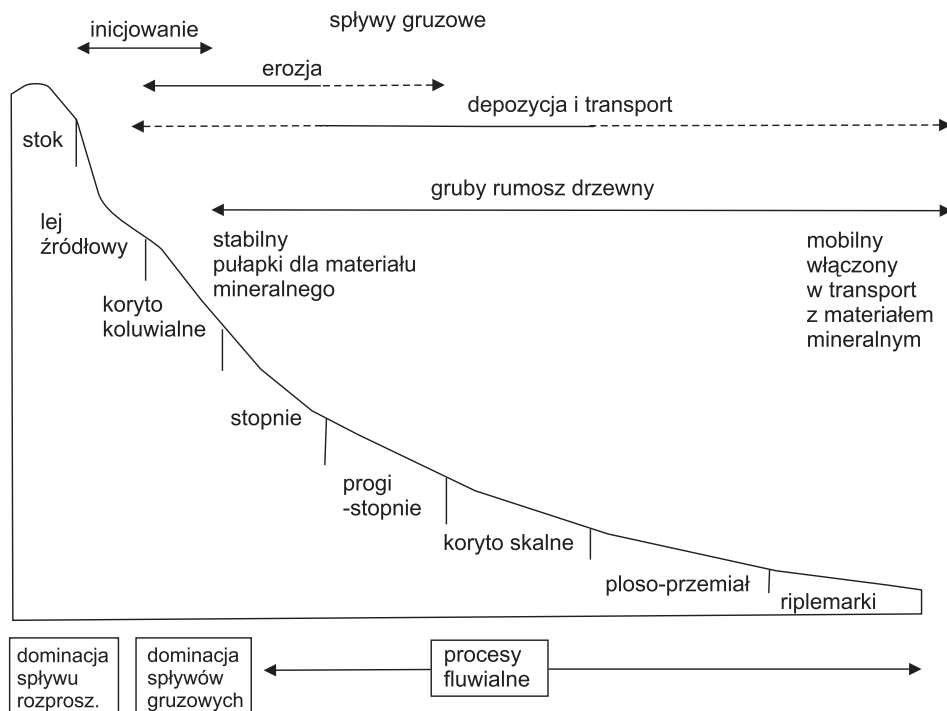 spływy gruzowe
inicjowanie
erozja
depozycja i transport
gruby rumosz drzewny
stok
lej
źródłowy
koryto
koluwialne
stabilny
pułapki dla materiału
mineralnego
mobilny
włączony
w transport
z materiałem
mineralnym
stopnie
progi
-stopnie
koryto skalne
ploso-przemiał
riplemarki
dominacja
spływu
rozprosz.
dominacja
spływów
gruzowych
procesy
fluwialne